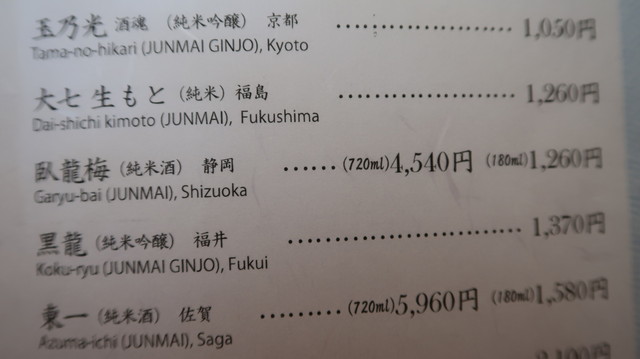 玉乃光 酒魂 (純米吟醸) 京都 1,050円
Tama-no-hikari (JUNMAI GINJO), Kyoto
大七 生もと (純米) 福島 1,260円
Dai-shichi kimoto (JUNMAI), Fukushima
臥龍梅 (純米酒) 静岡 (720ml)4,540円 (180ml)1,260円
Garyu-bai (JUNMAI), Shizuoka
黒龍 (純米吟醸) 福井 1,370円
Koku-ryu (JUNMAI GINJO), Fukui
東一 (純米酒) 佐賀 (720ml)5,960円 (180ml)1,580円
Azuma-ichi (JUNMAI), Saga